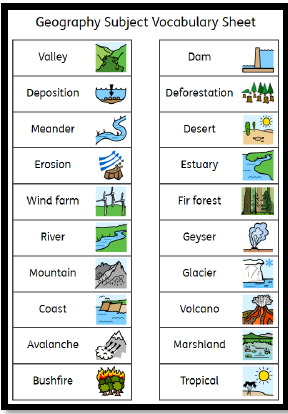 Geography Subject Vocabulary Sheet
Valley
Deposition
Meander
Erosion
Wind farm
River
Mountain
Coast
Avalanche
Bushfire
Dam
Deforestation
Desert
Estuary
Fir forest
Geyser
Glacier
Volcano
Marshland
Tropical